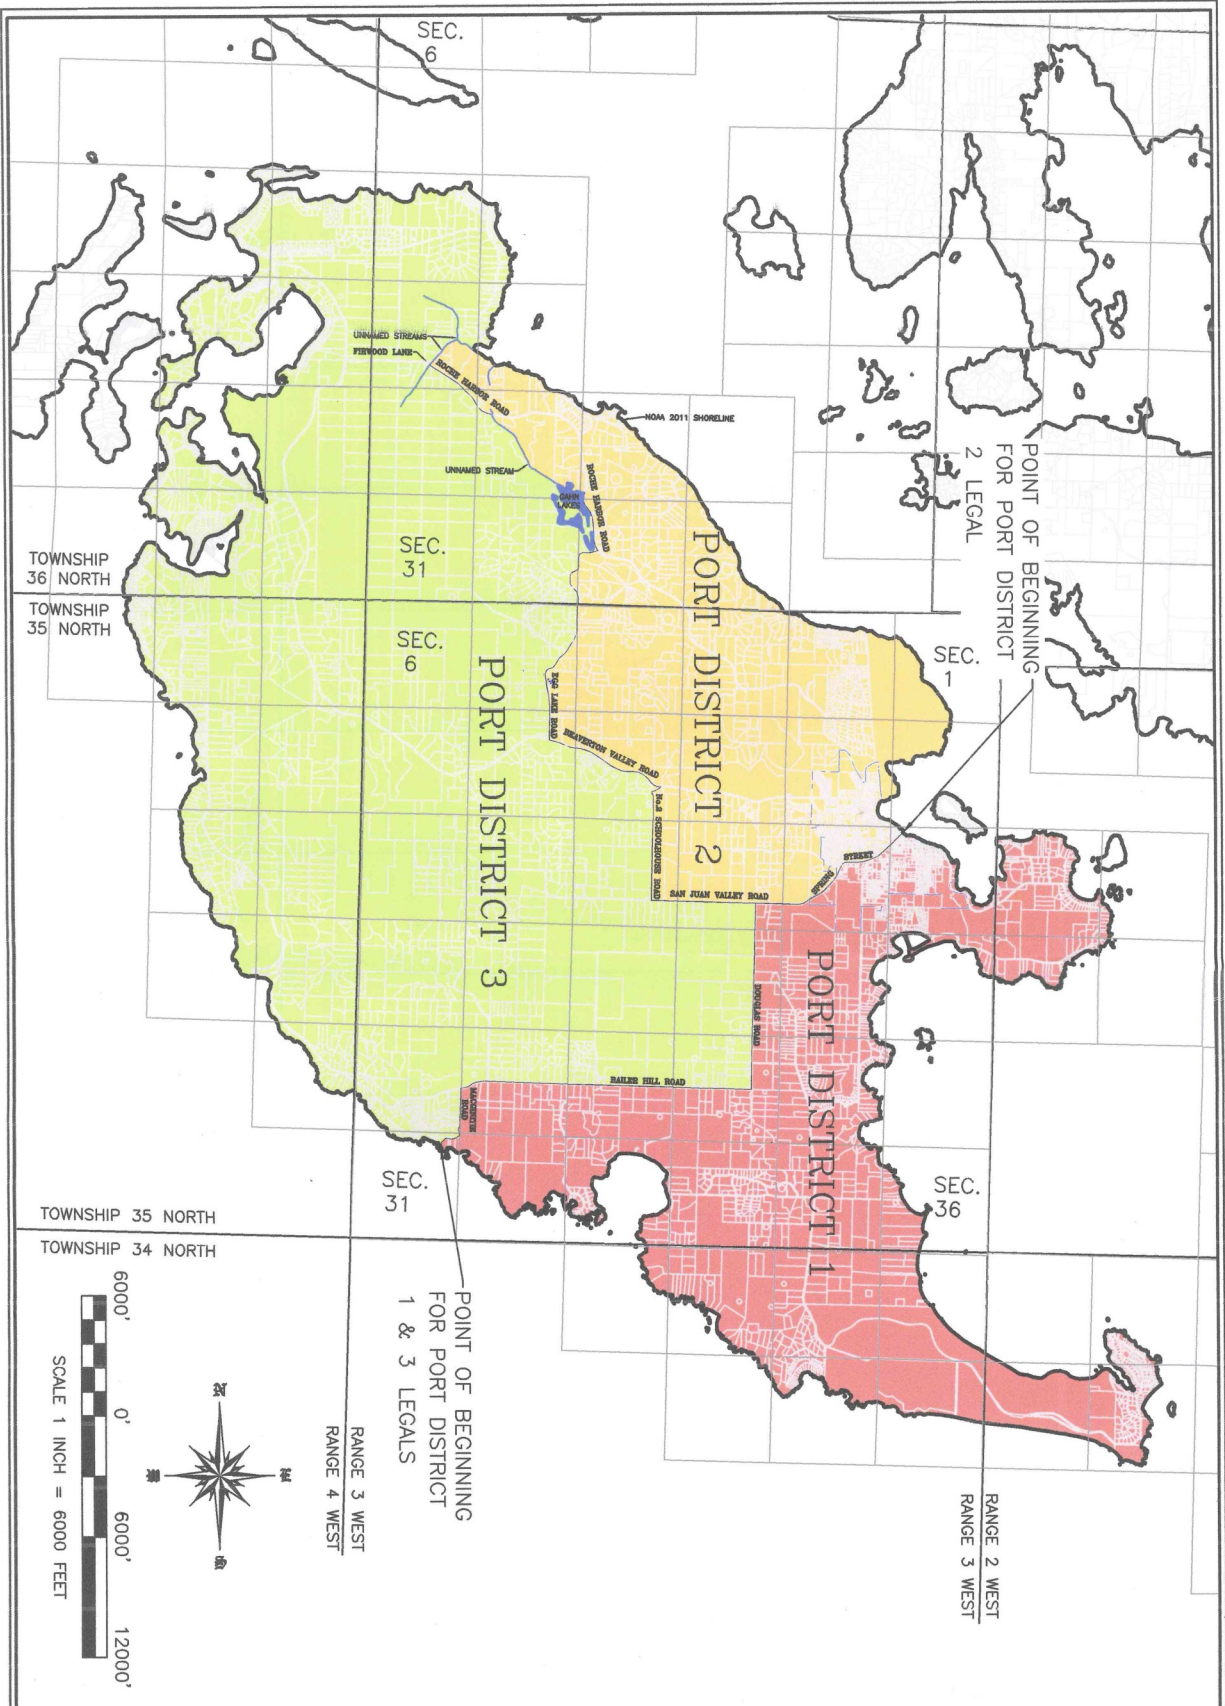 SEC.
6
UNNAMED STREAMS
FIRWOOD LANE
ROCHE HARBOR ROAD
NOAA 2011 SHORELINE
UNNAMED STREAM
ROCHE HARBOR ROAD
LAKES
POINT OF BEGINNING
FOR PORT DISTRICT
2 LEGAL
SEC.
31
TOWNSHIP
36 NORTH
TOWNSHIP
35 NORTH
SEC.
6
SEC.
1
PORT DISTRICT 2
PORT DISTRICT 3
EGG LAKE ROAD
BEAVERTON VALLEY ROAD
No.2 SCHOOLHOUSE ROAD
SAN JUAN VALLEY ROAD
SPRING
STREET
PORT DISTRICT 1
DOUGLAS ROAD
BAILER HILL ROAD
MACGINITIE
ROAD
SEC.
31
SEC.
36
TOWNSHIP 35 NORTH
TOWNSHIP 34 NORTH
POINT OF BEGINNING
FOR PORT DISTRICT
1 & 3 LEGALS
RANGE 3 WEST
RANGE 4 WEST
RANGE 2 WEST
RANGE 3 WEST
6000' 0' 6000' 12000'
SCALE 1 INCH = 6000 FEET